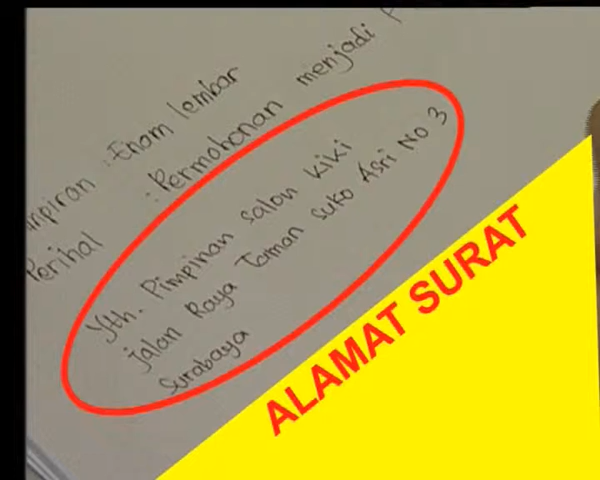 mpiran : Enam lembar
Perihal : Permohonan menjadi
Yth. Pimpinan salon kiki
jalan Raya Taman suko Asri No 3
Surabaya
ALAMAT SURAT